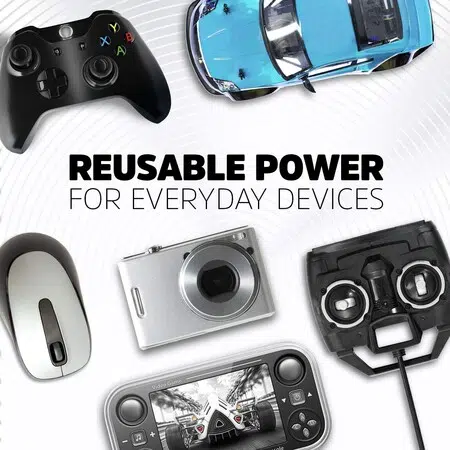 Y
X B
A
REUSABLE POWER
FOR EVERYDAY DEVICES